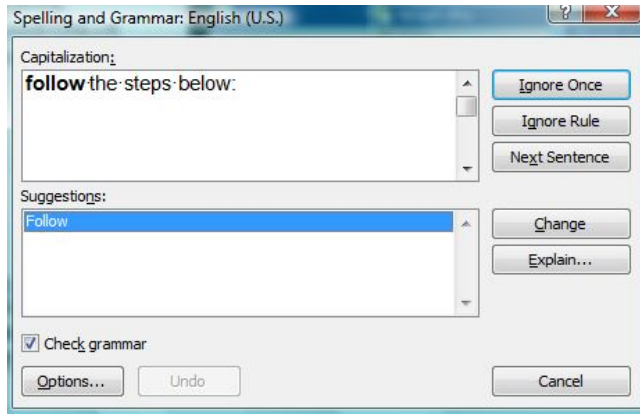 Spelling and Grammar: English (U.S.)
Capitalization:
follow·the·steps·below:
Ignore Once
Ignore Rule
Next Sentence
Suggestions:
Follow
Change
Explain...
Check grammar
Options...
Undo
Cancel